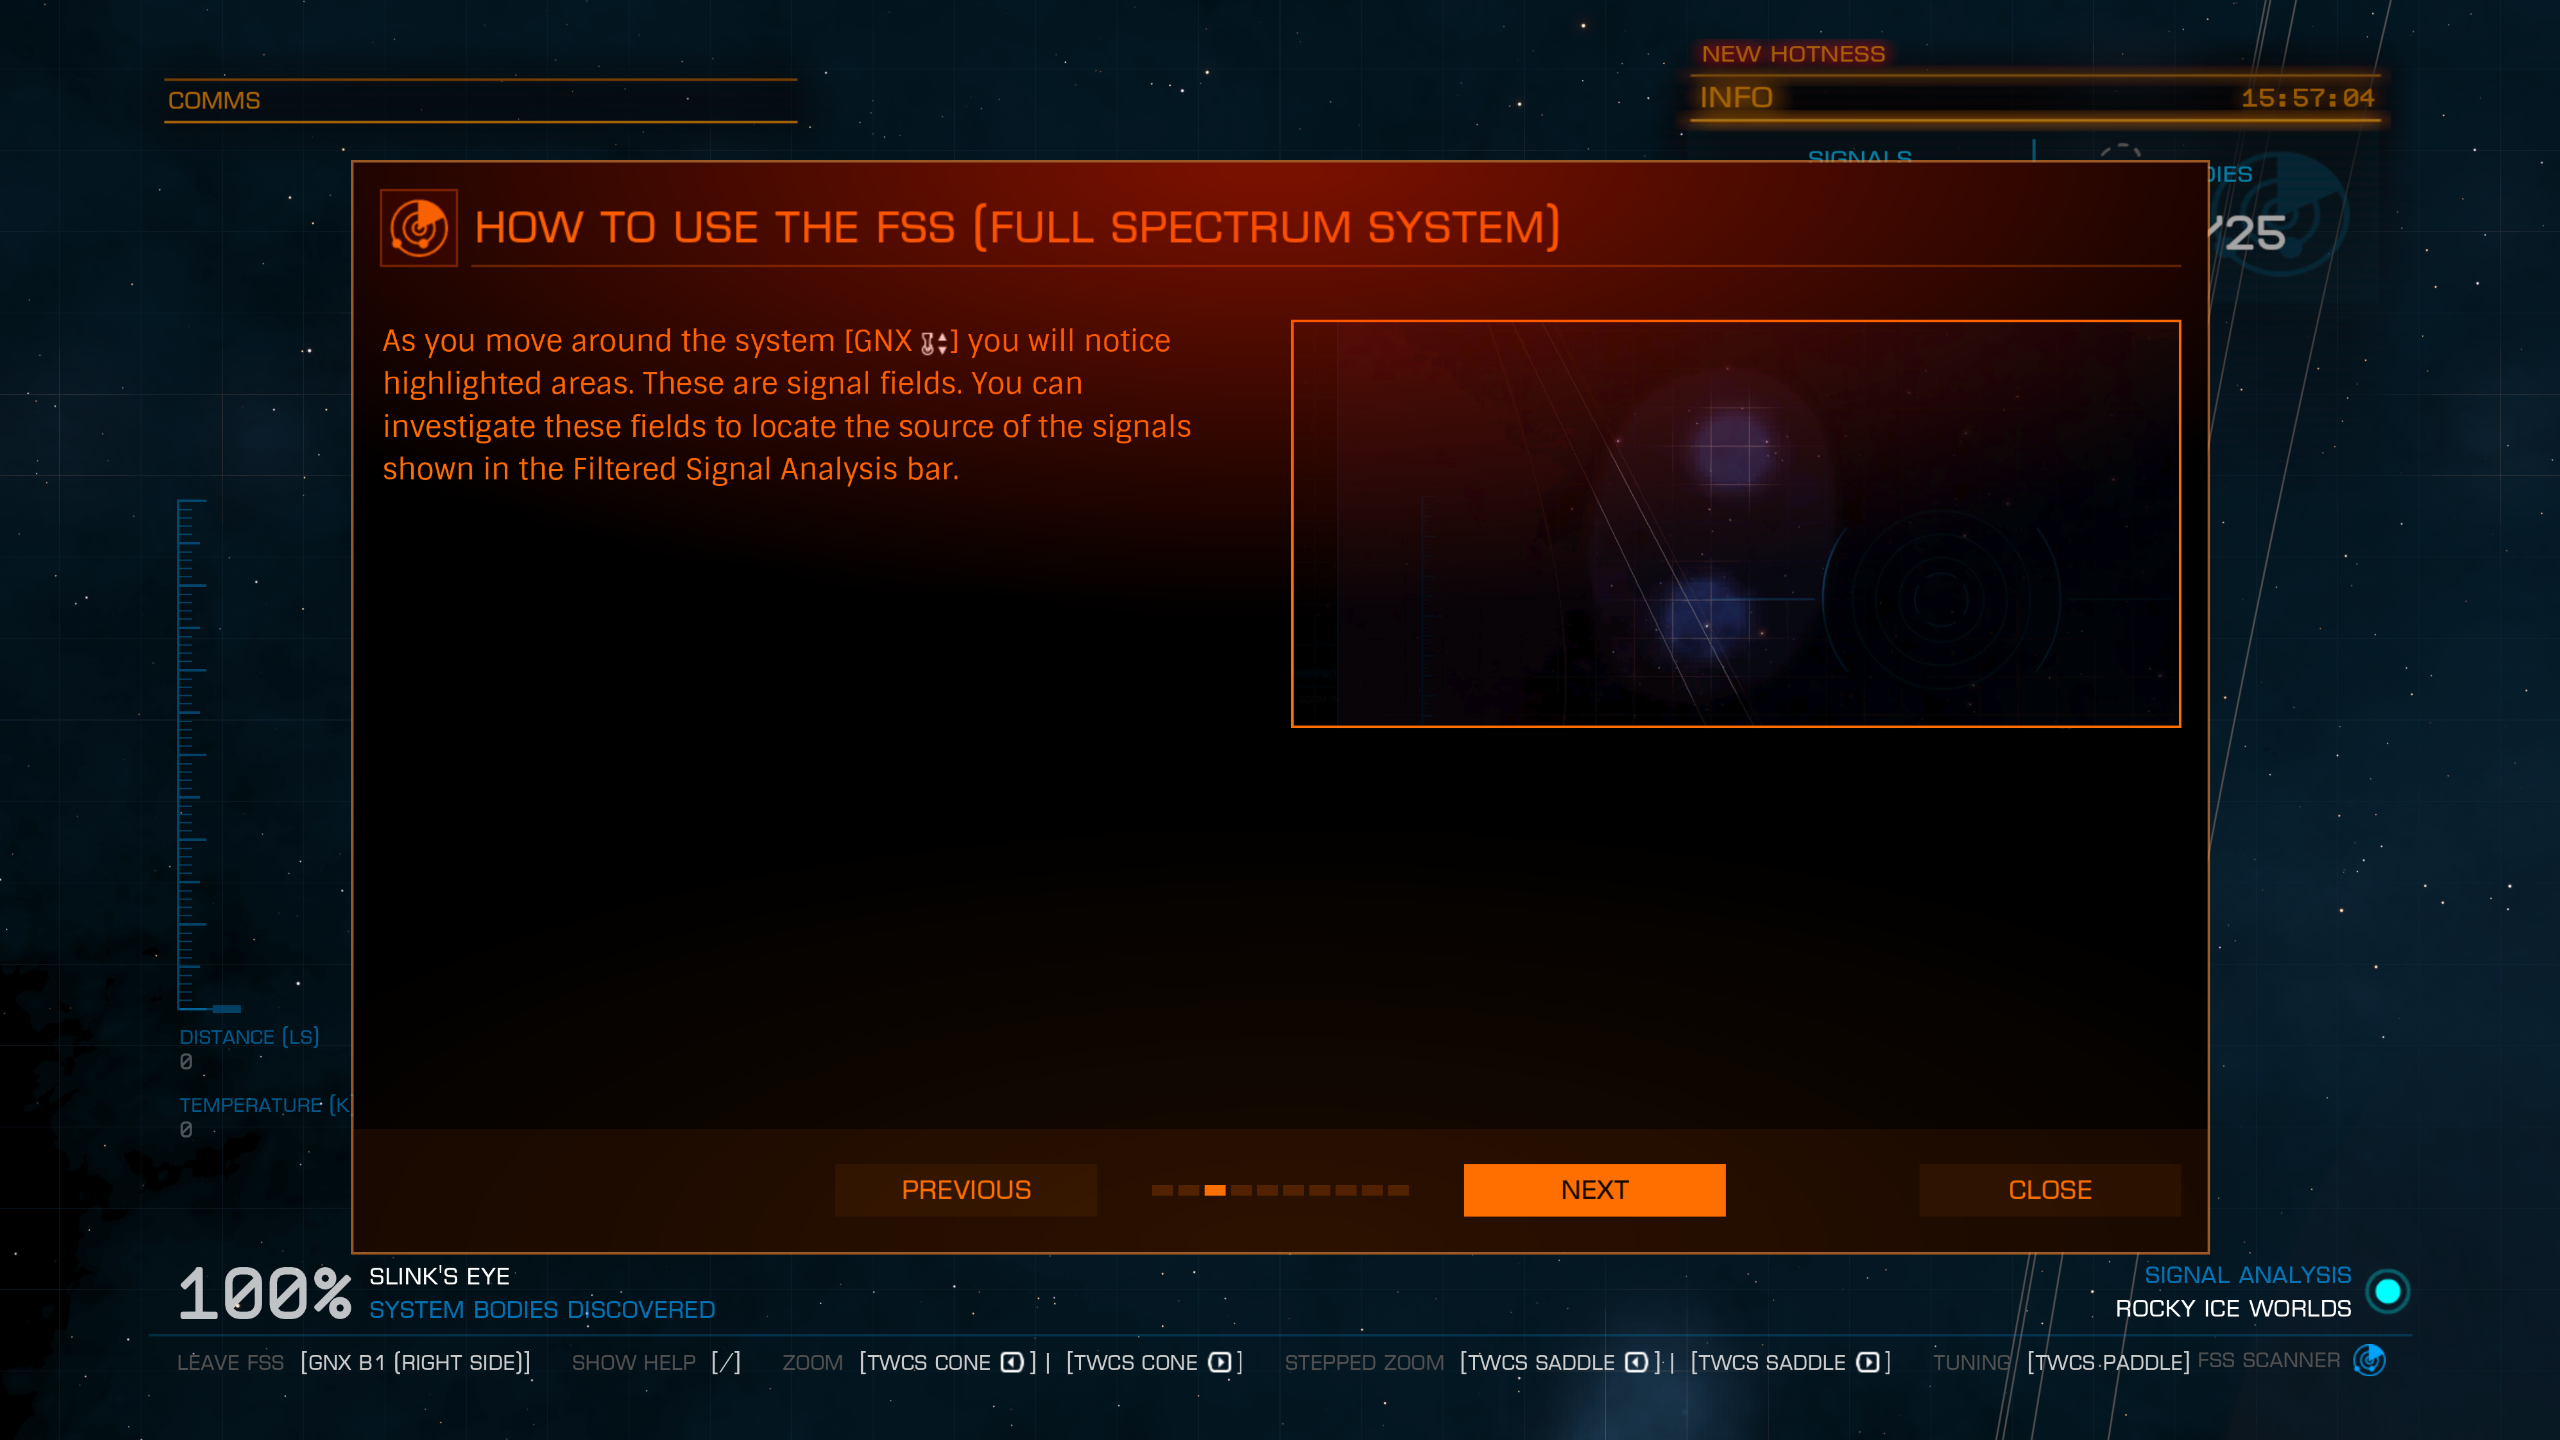 NEW HOTNESS
COMMS
INFO 15:57:04
SIGNALS
DIES
/25
HOW TO USE THE FSS (FULL SPECTRUM SYSTEM)
As you move around the system [GNX ] you will notice
highlighted areas. These are signal fields. You can
investigate these fields to locate the source of the signals
shown in the Filtered Signal Analysis bar.
DISTANCE (LS)
0
TEMPERATURE (K
0
PREVIOUS NEXT CLOSE
100% SLINK'S EYE
SYSTEM BODIES DISCOVERED
SIGNAL ANALYSIS
ROCKY ICE WORLDS
LEAVE FSS [GNX B1 (RIGHT SIDE)] SHOW HELP [/] ZOOM [TWCS CONE ] | [TWCS CONE ] STEPPED ZOOM [TWCS SADDLE ] | [TWCS SADDLE ] TUNING [TWCS PADDLE] FSS SCANNER